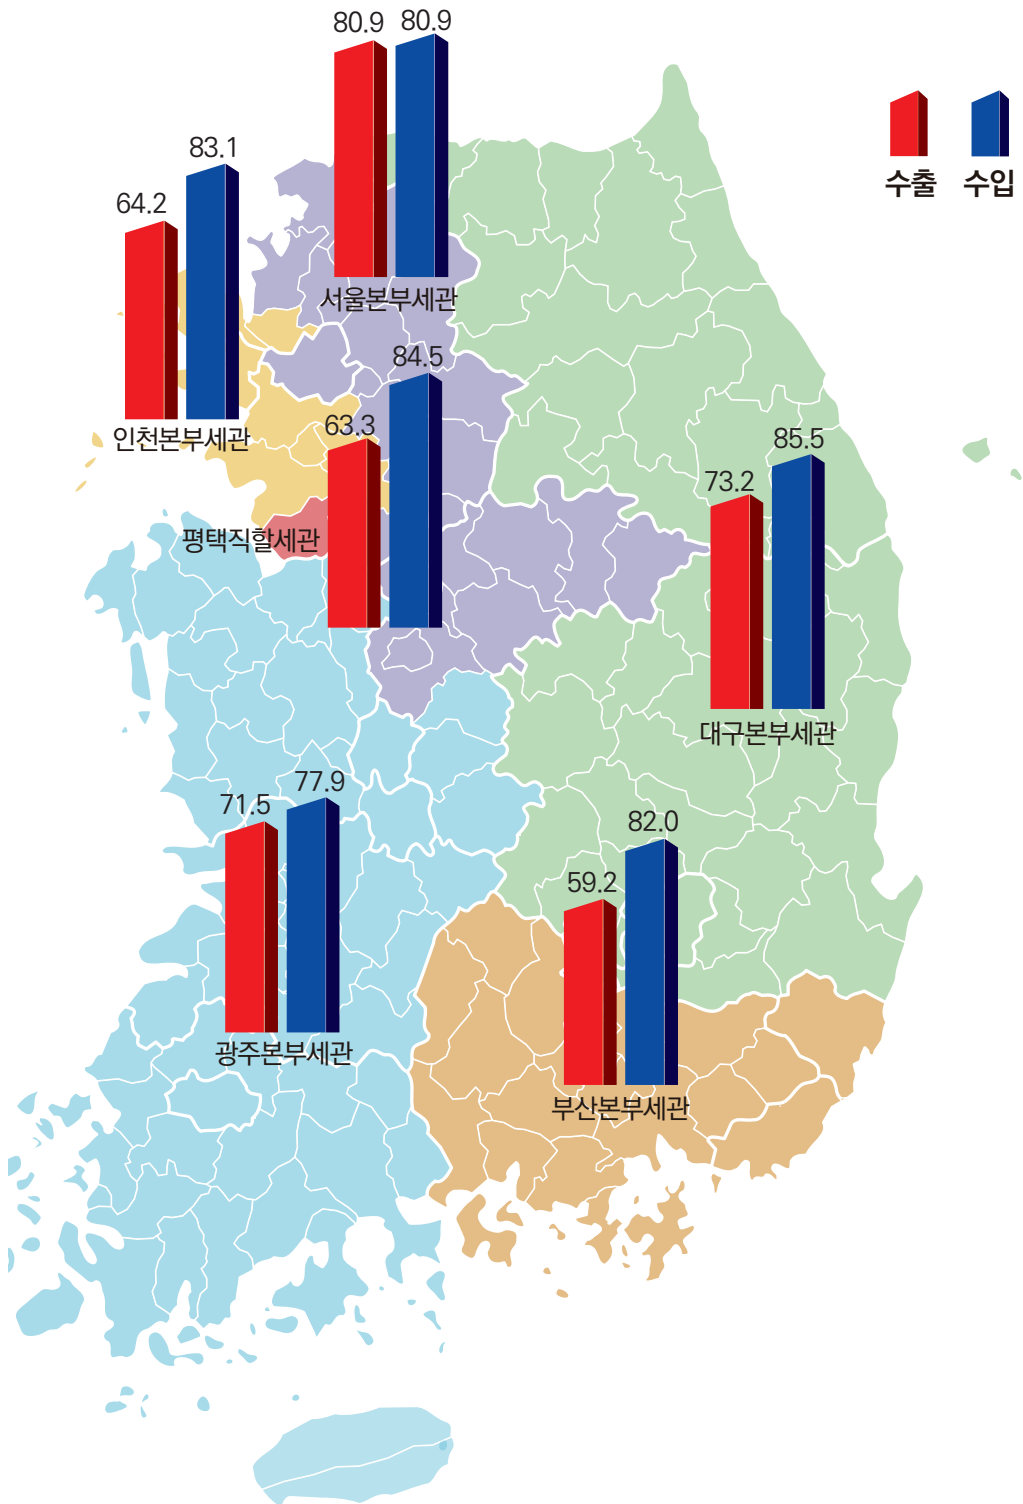 80.9 80.9
수출 수입
64.2 83.1
서울본부세관
인천본부세관
63.3 84.5
평택직할세관
73.2 85.5
대구본부세관
71.5 77.9
광주본부세관
59.2 82.0
부산본부세관